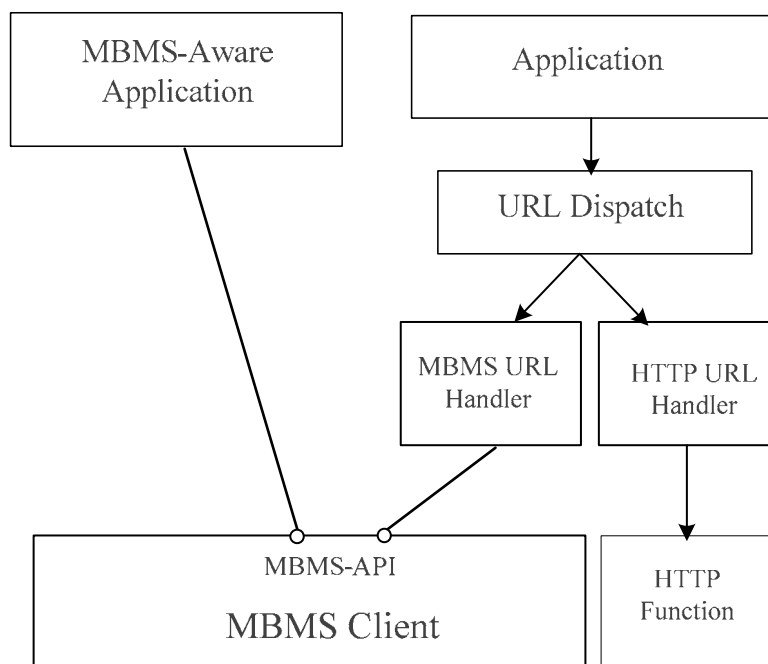 MBMS-Aware
Application
Application
URL Dispatch
MBMS URL
Handler
HTTP URL
Handler
MBMS-API
MBMS Client
HTTP
Function